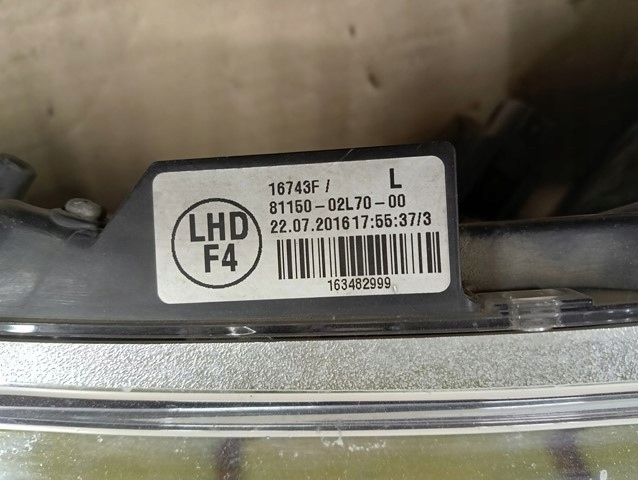 16743F / L
81150-02L70-00
22.07.2016 17:55:37/3
LHD
F4
163482999